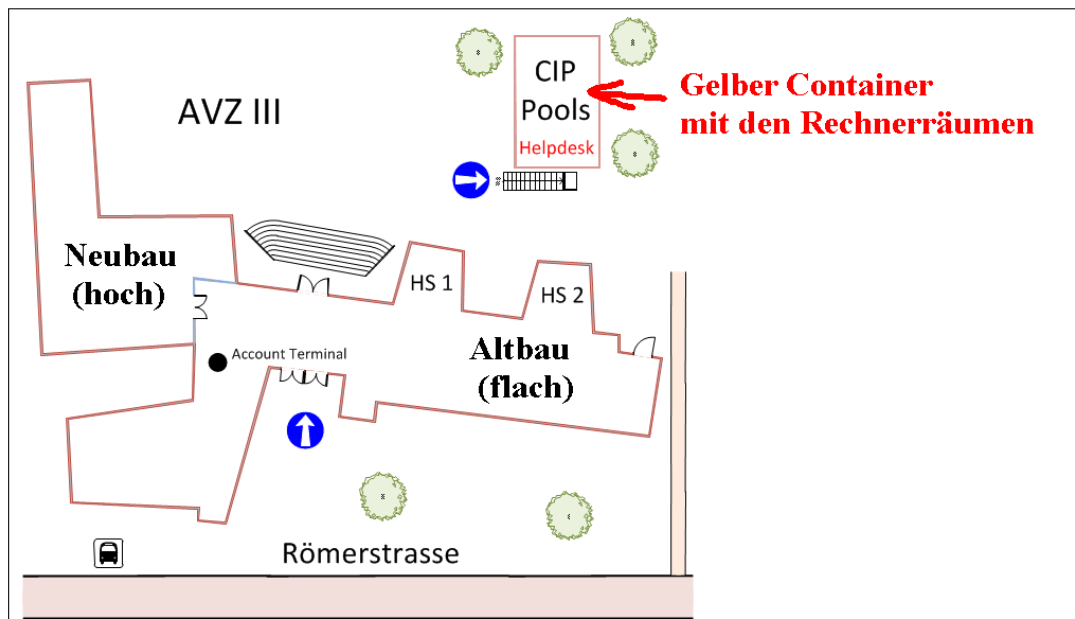 CIP
Pools
Helpdesk
Gelber Container
mit den Rechnerräumen
AVZ III
Neubau
(hoch)
HS 1
HS 2
Account Terminal
Altbau
(flach)
Römerstrasse